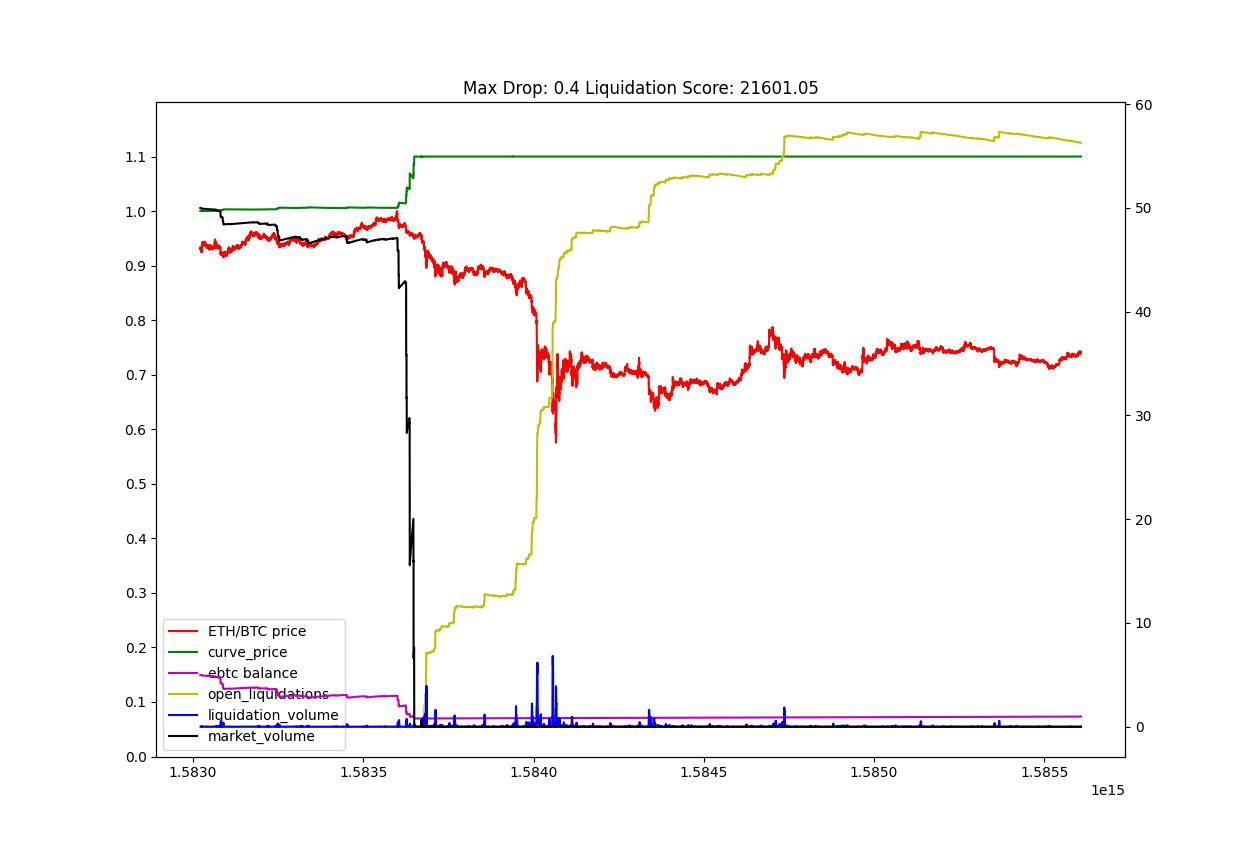 Max Drop: 0.4 Liquidation Score: 21601.05
60
1.1
50
1.0
0.9
40
0.8
0.7
30
0.6
0.5
20
0.4
0.3
10
0.2
0.1
0
0.0
ETH/BTC price
curve_price
ebtc balance
open_liquidations
liquidation_volume
market_volume
1.5830 1.5835 1.5840 1.5845 1.5850 1.5855
1e15